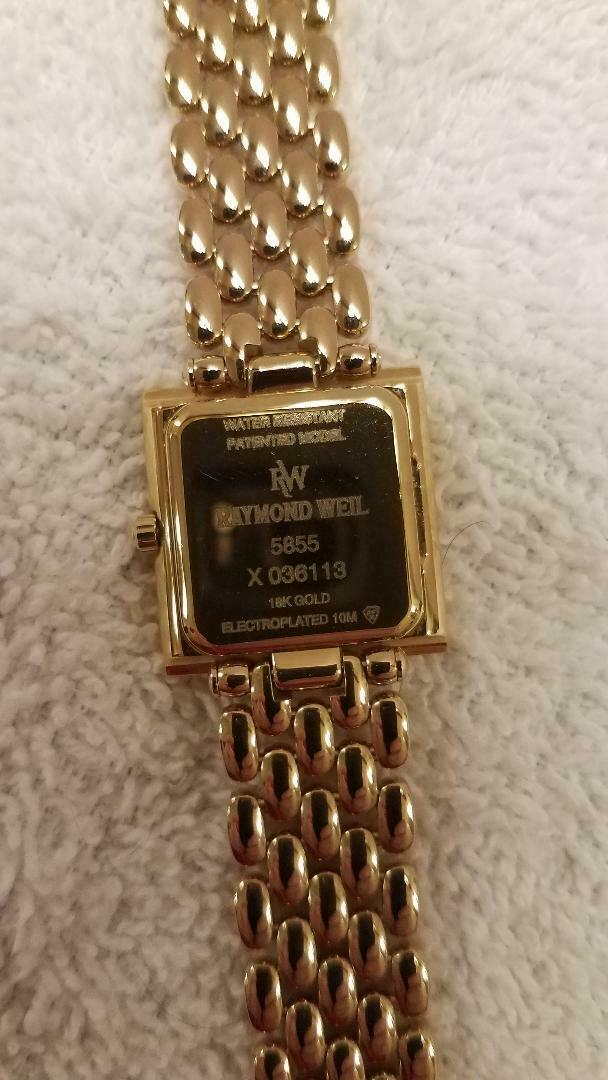 WATER RESISTANT
PATENTED MODEL
RW
RAYMOND WEIL
5855
X 036113
18K GOLD
ELECTROPLATED 10M